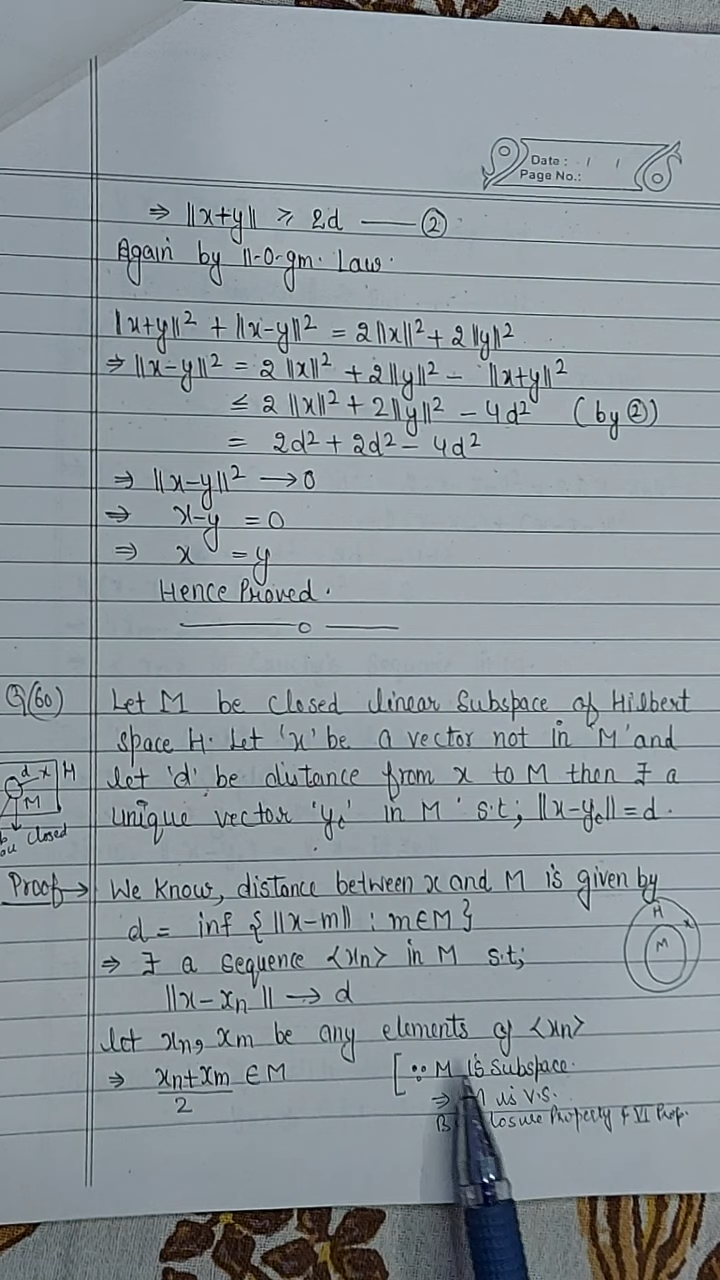 Date: / /
Page No.:
⇒ ||x+y|| ≥ 2d —— ②
Again by ||-o-gm. Law.
||x+y||² + ||x-y||² = 2||x||² + 2||y||²
⇒ ||x-y||² = 2||x||² + 2||y||² - ||x+y||²
≤ 2||x||² + 2||y||² - 4d² (by ②)
= 2d² + 2d² - 4d²
⇒ ||x-y||² → 0
⇒ x-y = 0
⇒ x = y
Hence Proved.
Q(60) Let M be closed linear Subspace of Hilbert
space H. Let 'x' be a vector not in 'M' and
let 'd' be distance from x to M then ∃ a
unique vector 'y₀' in M s.t; ||x-y₀|| = d.
d x H
M
closed
Proof → We Know, distance between x and M is given by
d = inf {||x-m|| : m∈M}
⇒ ∃ a sequence <xn> in M s.t;
H
x
M
||x-xn|| → d
let xn, xm be any elements of <xn>
⇒ xn+xm/2 ∈ M [∵ M is Subspace.
⇒ M is V.S.
losure Property & VI Prop.